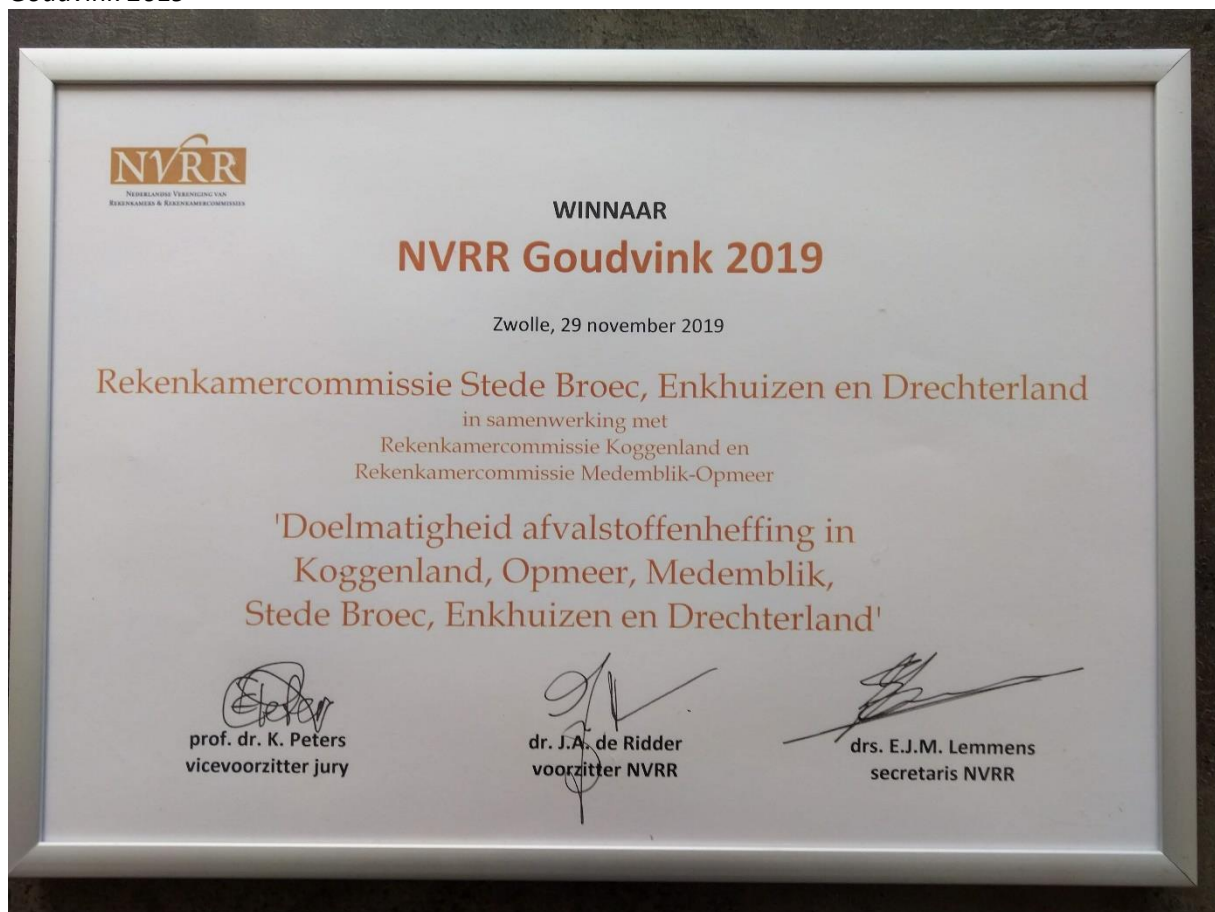 NVRR
NEDERLANDSE VERENIGING VAN
REKENKAMERS & REKENKAMERCOMMISSIES
WINNAAR
NVRR Goudvink 2019
Zwolle, 29 november 2019
Rekenkamercommissie Stede Broec, Enkhuizen en Drechterland
in samenwerking met
Rekenkamercommissie Koggenland en
Rekenkamercommissie Medemblik-Opmeer
'Doelmatigheid afvalstoffenheffing in
Koggenland, Opmeer, Medemblik,
Stede Broec, Enkhuizen en Drechterland'
prof. dr. K. Peters
vicevoorzitter jury
dr. J.A. de Ridder
voorzitter NVRR
drs. E.J.M. Lemmens
secretaris NVRR